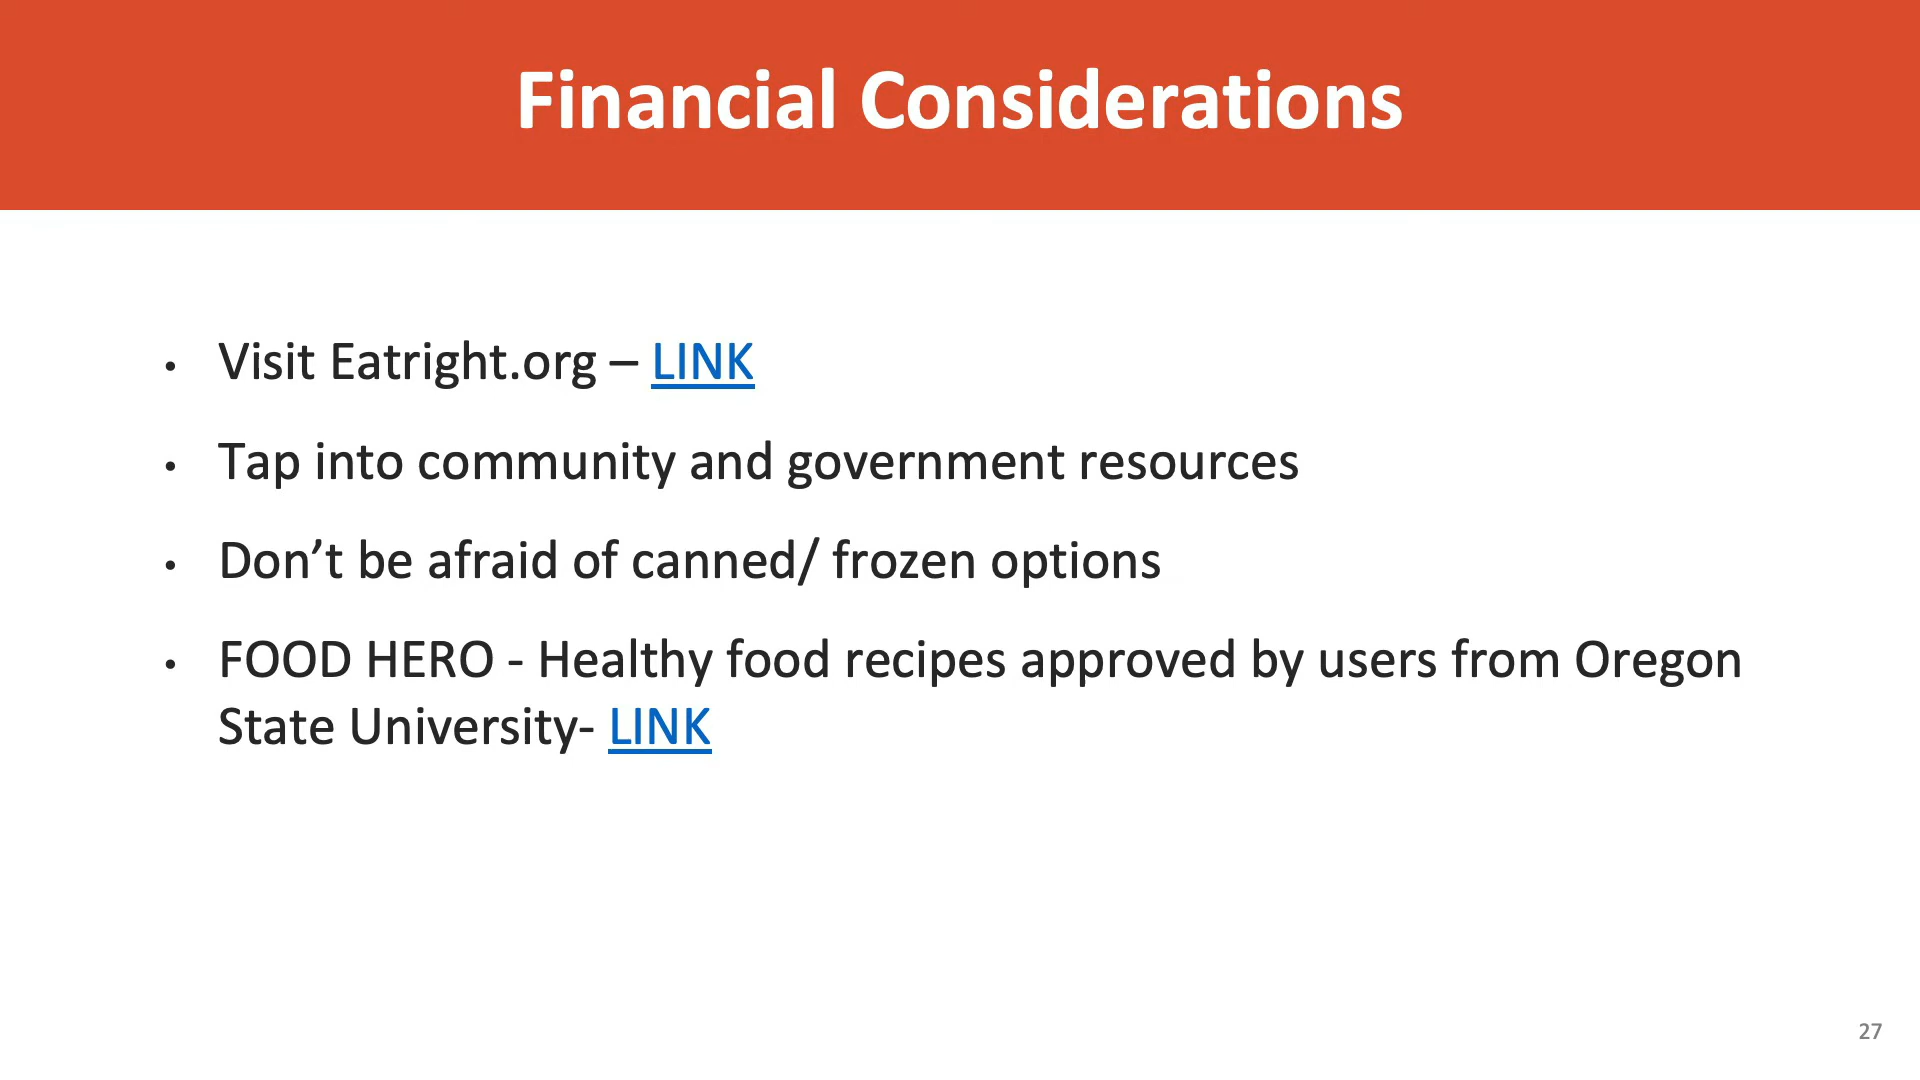 Financial Considerations
• Visit Eatright.org – LINK
• Tap into community and government resources
• Don’t be afraid of canned/ frozen options
• FOOD HERO - Healthy food recipes approved by users from Oregon
State University- LINK
27